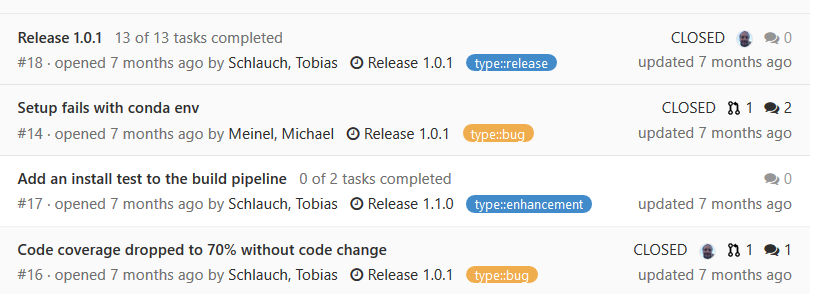 Release 1.0.1 13 of 13 tasks completed CLOSED 0
#18 · opened 7 months ago by Schlauch, Tobias Release 1.0.1 type::release updated 7 months ago
Setup fails with conda env CLOSED 1 2
#14 · opened 7 months ago by Meinel, Michael Release 1.0.1 type::bug updated 7 months ago
Add an install test to the build pipeline 0 of 2 tasks completed 0
#17 · opened 7 months ago by Schlauch, Tobias Release 1.1.0 type::enhancement updated 7 months ago
Code coverage dropped to 70% without code change CLOSED 1 1
#16 · opened 7 months ago by Schlauch, Tobias Release 1.0.1 type::bug updated 7 months ago